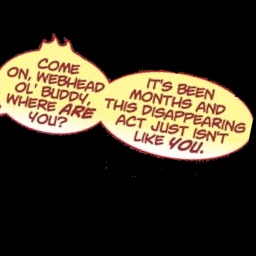 COME
ON, WEBHEAD
OL' BUDDY,
WHERE ARE
YOU?
IT'S BEEN
MONTHS AND
THIS DISAPPEARING
ACT JUST ISN'T
LIKE YOU.